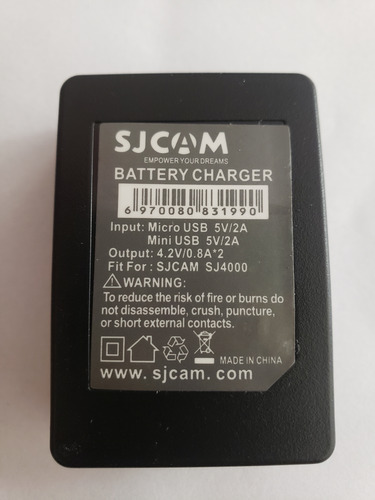 SJCAM
EMPOWER YOUR DREAMS
BATTERY CHARGER
6 970080 831990
Input: Micro USB 5V/2A
Mini USB 5V/2A
Output: 4.2V/0.8A*2
Fit For : SJCAM SJ4000
⚠WARNING:
To reduce the risk of fire or burns do
not disassemble, crush, puncture,
or short external contacts.
MADE IN CHINA
www.sjcam.com